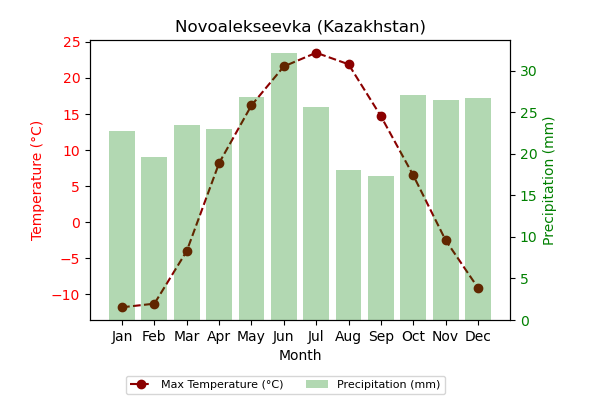 Novoalekseevka (Kazakhstan)
25
20
15
10
5
0
−5
−10
Temperature (°C)
30
25
20
15
10
5
0
Precipitation (mm)
Jan Feb Mar Apr May Jun Jul Aug Sep Oct Nov Dec
Month
Max Temperature (°C) Precipitation (mm)